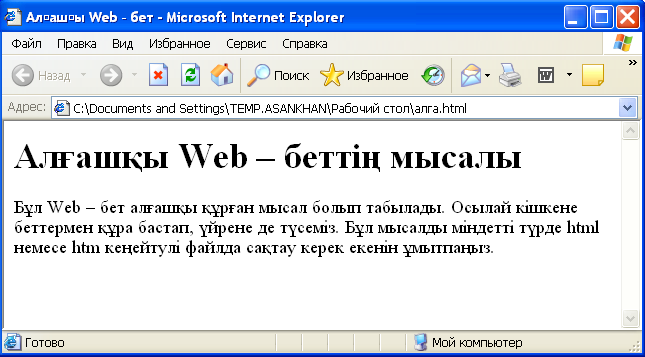 Ал¤аш¤ы Web - бет - Microsoft Internet Explorer
Файл Правка Вид Избранное Сервис Справка
Назад Поиск Избранное W »
Адрес: C:\Documents and Settings\TEMP.ASANKHAN\Рабочий стол\алга.html
Алғашқы Web – беттің мысалы
Бұл Web – бет алғашқы құрған мысал болып табылады. Осылай кішкене
беттермен құра бастап, үйрене де түсеміз. Бұл мысалды міндетті түрде html
немесе htm кеңейтулі файлда сақтау керек екенін ұмытпаңыз.
Готово Мой компьютер